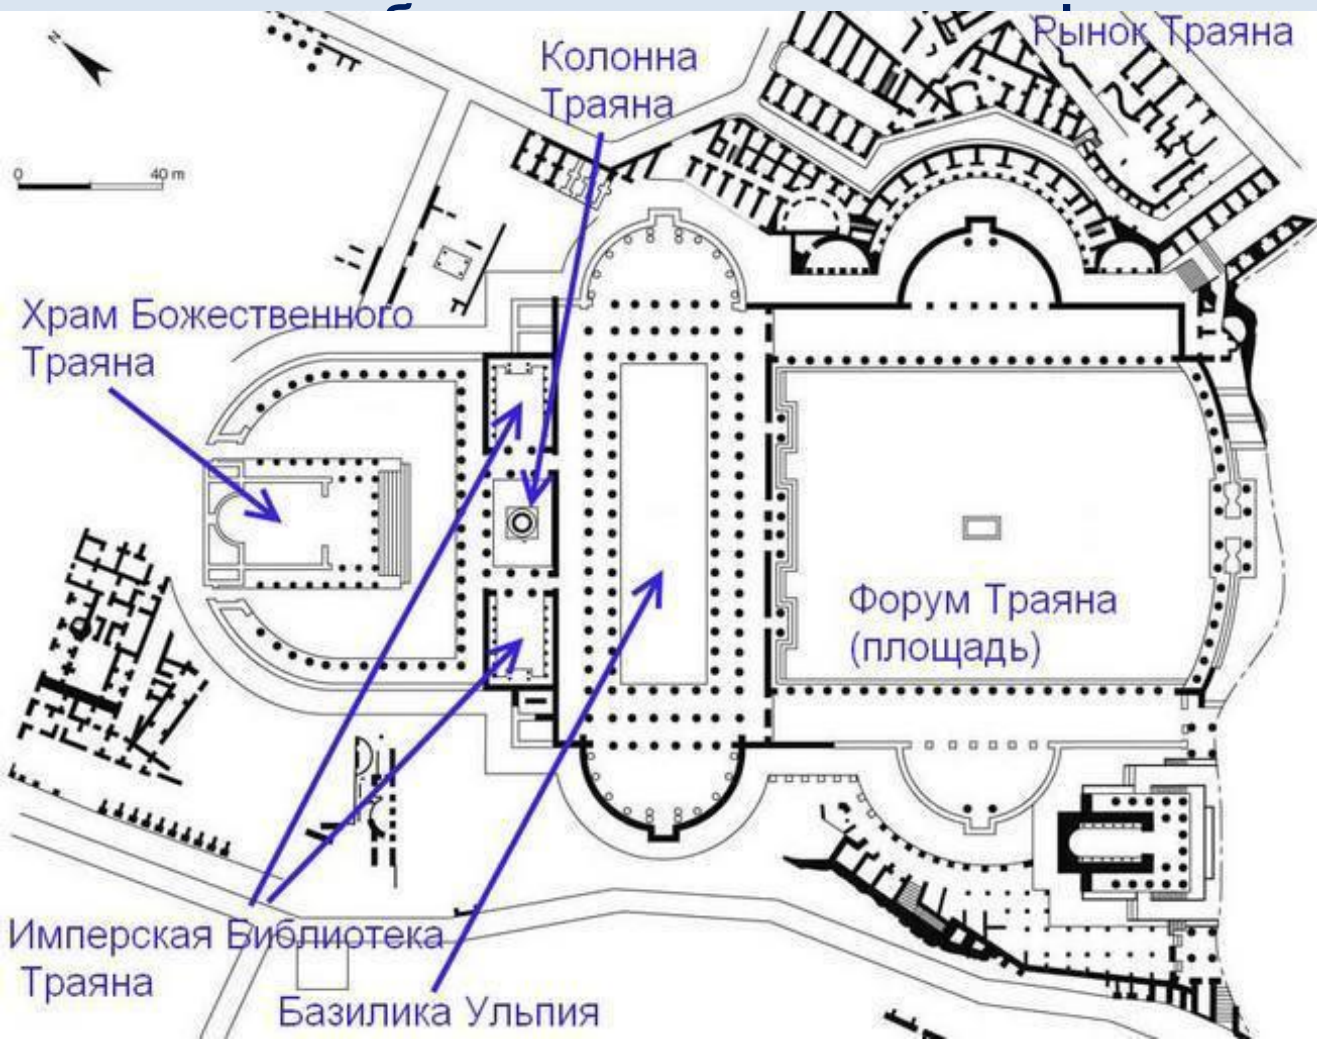 Рынок Траяна
Колонна
Траяна
N
0 40 m
Храм Божественного
Траяна
Форум Траяна
(площадь)
Имперская Библиотека
Траяна
Базилика Ульпия